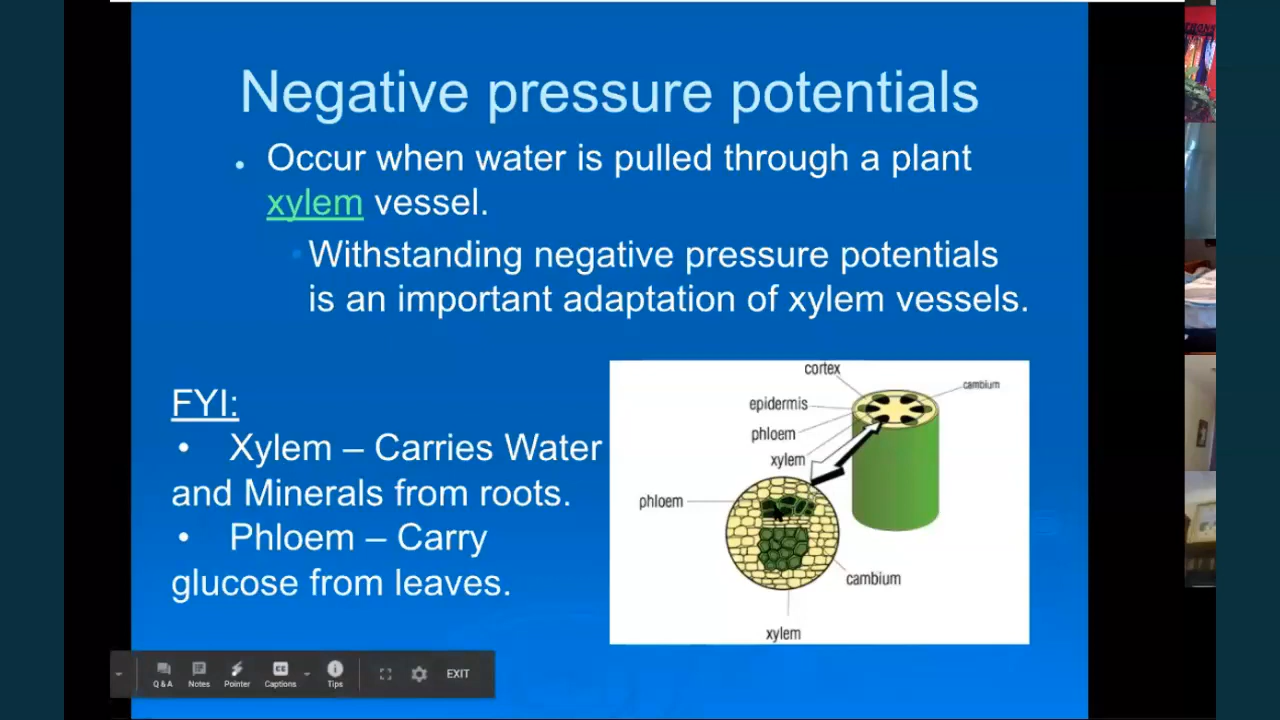 Negative pressure potentials
• Occur when water is pulled through a plant
xylem vessel.
• Withstanding negative pressure potentials
is an important adaptation of xylem vessels.
FYI:
• Xylem – Carries Water
and Minerals from roots.
• Phloem – Carry
glucose from leaves.
cortex
cambium
epidermis
phloem
xylem
phloem
cambium
xylem
Q & A Notes Pointer CC Captions Tips EXIT